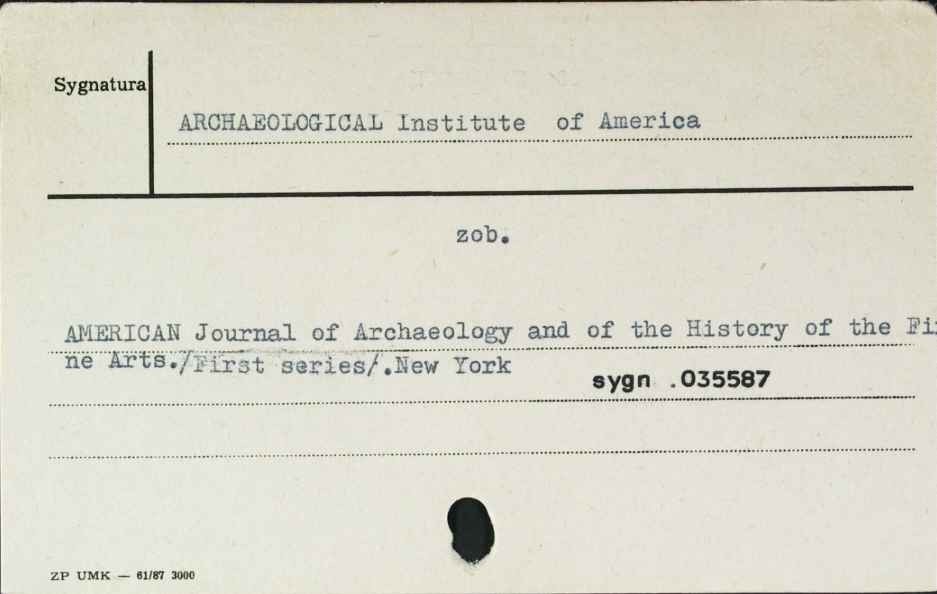 Sygnatura
ARCHAEOLOGICAL Institute of America
zob.
AMERICAN Journal of Archaeology and of the History of the Fi
ne Arts./First series/.New York
sygn .035587
ZP UMK — 61/87 3000